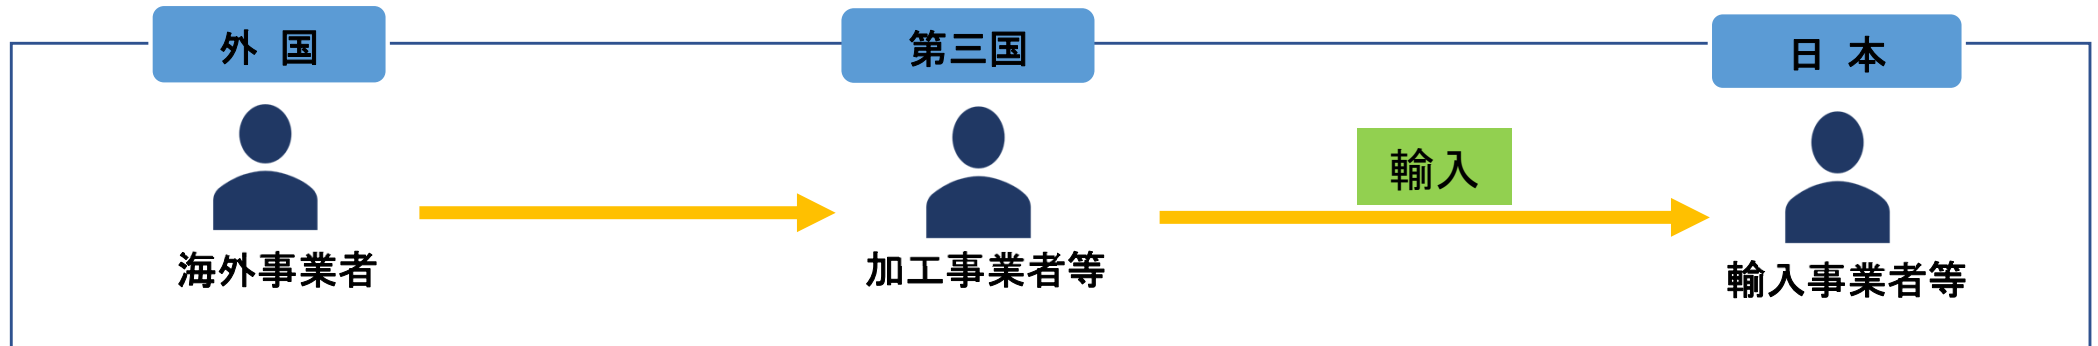 外 国
第三国
日 本
輸入
海外事業者
加工事業者等
輸入事業者等